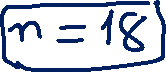 n = 18